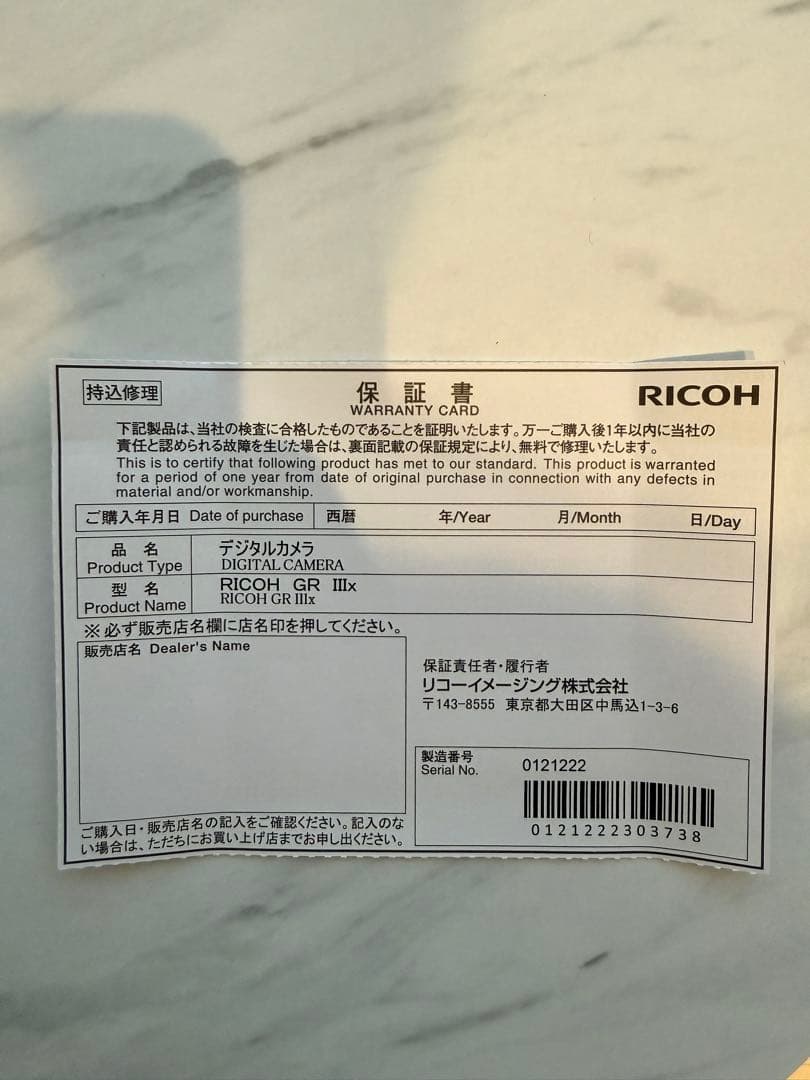 持込修理
保証書
WARRANTY CARD
RICOH
下記製品は、当社の検査に合格したものであることを証明いたします。万一ご購入後1年以内に当社の
責任と認められる故障を生じた場合は、裏面記載の保証規定により、無料で修理いたします。
This is to certify that following product has met to our standard. This product is warranted
for a period of one year from date of original purchase in connection with any defects in
material and/or workmanship.
ご購入年月日 Date of purchase 西暦 年/Year 月/Month 日/Day
品名 デジタルカメラ
Product Type DIGITAL CAMERA
型名 RICOH GR IIIx
Product Name RICOH GR IIIx
※必ず販売店名欄に店名印を押してください。
販売店名 Dealer's Name
保証責任者・履行者
リコーイメージング株式会社
〒143-8555 東京都大田区中馬込1-3-6
製造番号
Serial No. 0121222
0121222303738
ご購入日・販売店名の記入をご確認ください。記入のな
い場合は、ただちにお買い上げ店までお申し出ください。